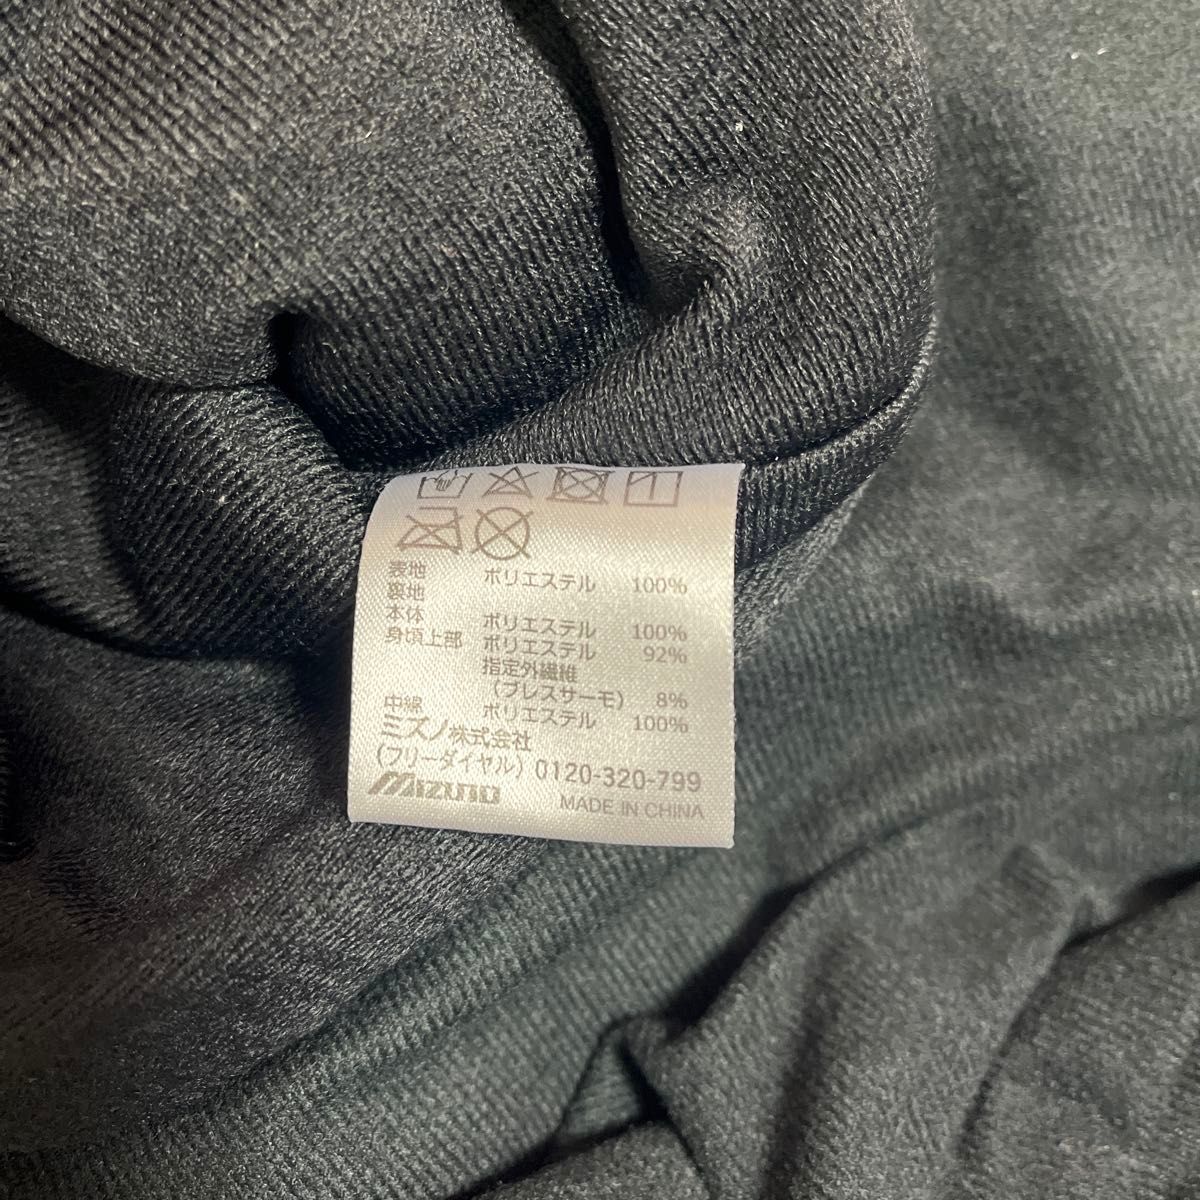 表地 ポリエステル 100%
裏地
本体 ポリエステル 100%
身頃上部 ポリエステル 92%
指定外繊維
（ブレスサーモ） 8%
中綿 ポリエステル 100%
ミズノ株式会社
（フリーダイヤル）0120-320-799
MIZUNO MADE IN CHINA